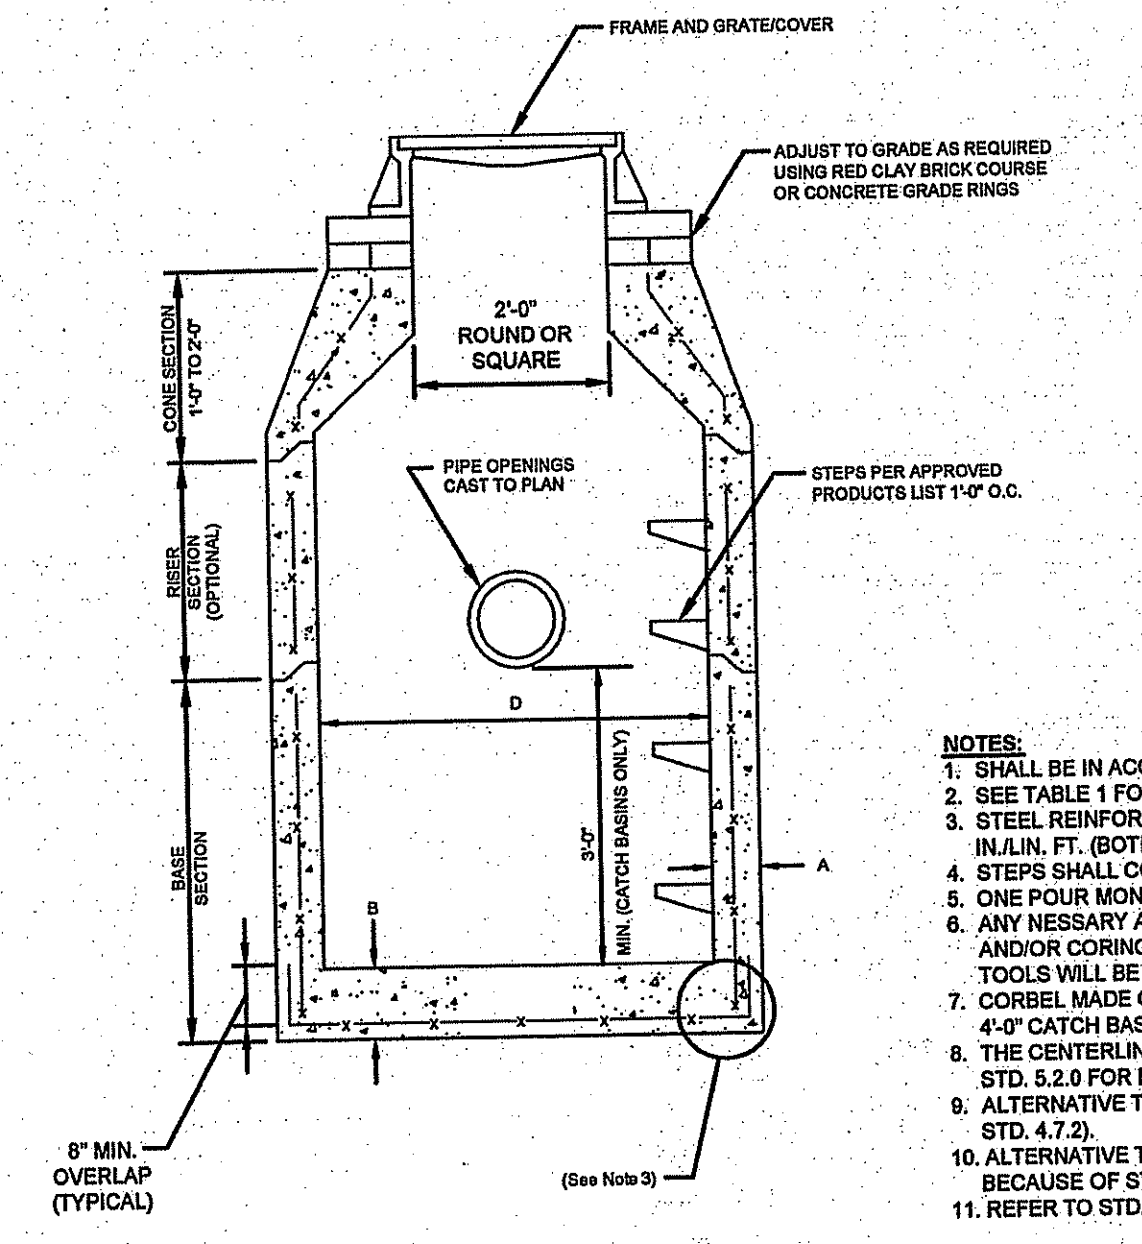 FRAME AND GRATE/COVER
ADJUST TO GRADE AS REQUIRED
USING RED CLAY BRICK COURSE
OR CONCRETE GRADE RINGS
2'-0"
ROUND OR
SQUARE
CONE SECTION
1'-0" TO 2'-0"
PIPE OPENINGS
CAST TO PLAN
STEPS PER APPROVED
PRODUCTS LIST 1'-0" O.C.
RISER
SECTION
(OPTIONAL)
D
3'-0"
MIN. (CATCH BASINS ONLY)
A
BASE
SECTION
B
8" MIN.
OVERLAP
(TYPICAL)
(See Note 3)
NOTES:
1. SHALL BE IN ACC
2. SEE TABLE 1 FO
3. STEEL REINFOR
IN./LIN. FT. (BOT
4. STEPS SHALL CO
5. ONE POUR MON
6. ANY NESSARY A
AND/OR CORING
TOOLS WILL BE
7. CORBEL MADE
4'-0" CATCH BAS
8. THE CENTERLIN
STD. 5.2.0 FOR
9. ALTERNATIVE T
STD. 4.7.2).
10. ALTERNATIVE T
BECAUSE OF S
11. REFER TO STD.